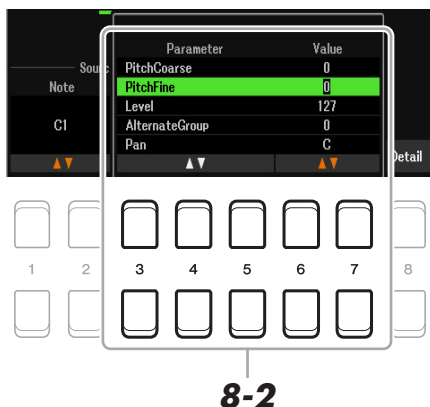 Parameter Value
Sourc
PitchCoarse 0
Note
PitchFine 0
Level 127
C1
AlternateGroup 0
Pan C
Detail
1 2 3 4 5 6 7 8
8-2